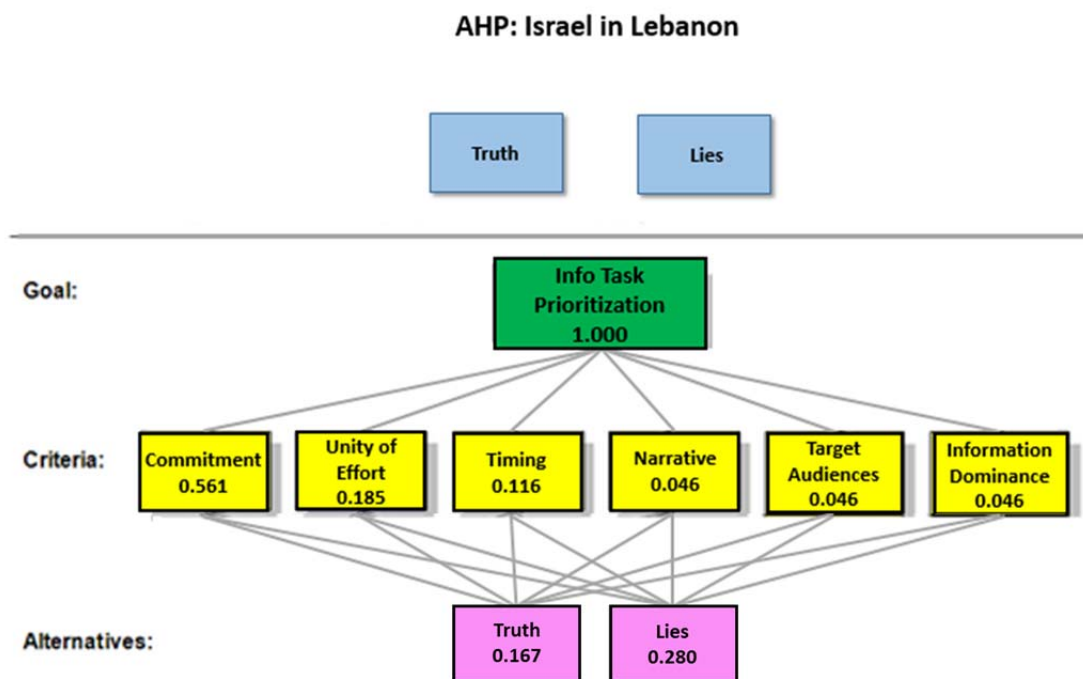 AHP: Israel in Lebanon
Truth
Lies
Goal:
Info Task
Prioritization
1.000
Criteria:
Commitment
0.561
Unity of
Effort
0.185
Timing
0.116
Narrative
0.046
Target
Audiences
0.046
Information
Dominance
0.046
Alternatives:
Truth
0.167
Lies
0.280